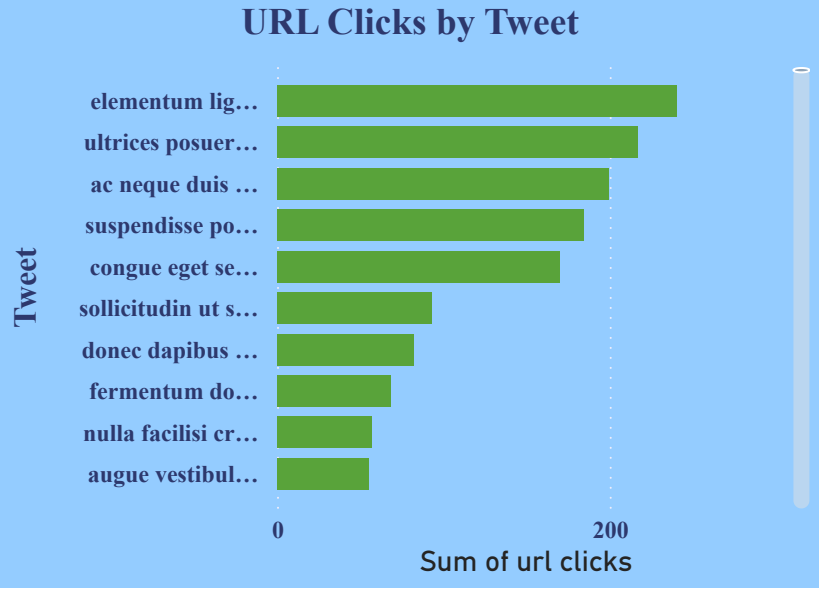 URL Clicks by Tweet
Tweet
elementum lig…
ultrices posuer…
ac neque duis …
suspendisse po…
congue eget se…
sollicitudin ut s…
donec dapibus …
fermentum do…
nulla facilisi cr…
augue vestibul…
0 200
Sum of url clicks